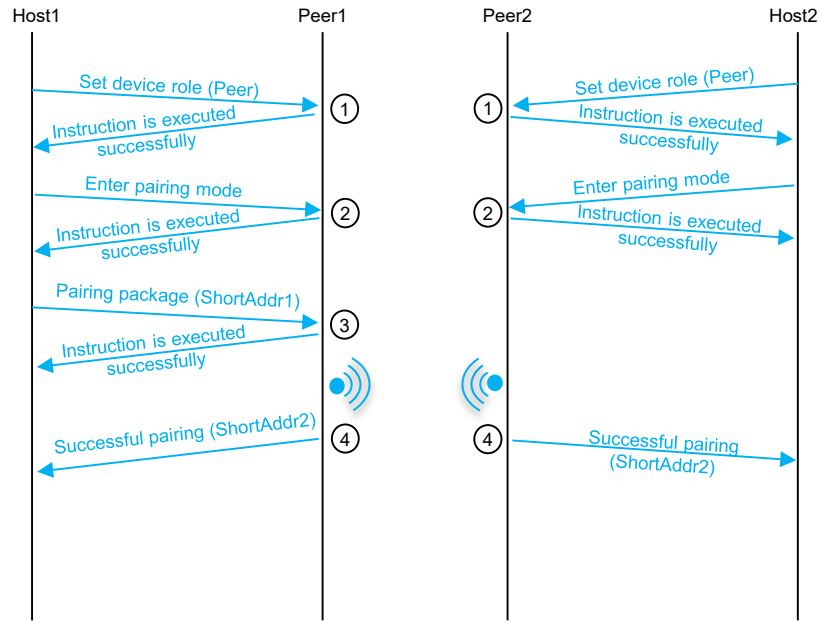 Host1
Peer1
Peer2
Host2
Set device role (Peer)
1
Instruction is executed
successfully
Set device role (Peer)
1
Instruction is executed
successfully
Enter pairing mode
2
Instruction is executed
successfully
Enter pairing mode
2
Instruction is executed
successfully
Pairing package (ShortAddr1)
3
Instruction is executed
successfully
Successful pairing (ShortAddr2)
4
4
Successful pairing
(ShortAddr2)